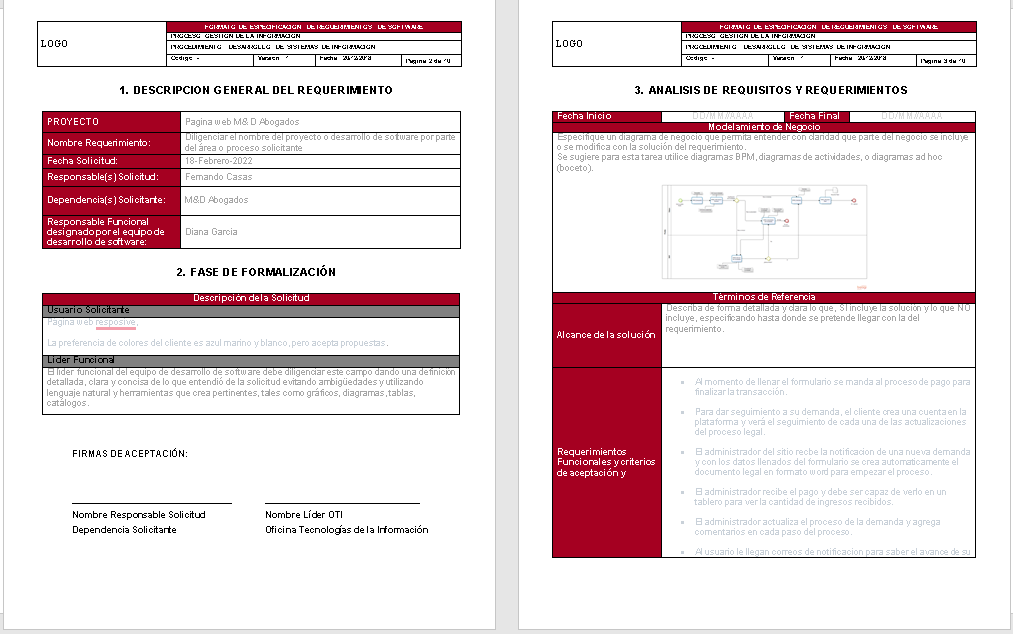 LOGO
FORMATO DE ESPECIFICACION DE REQUERIMIENTOS DE SOFTWARE
PROCESO GESTION DE LA INFORMACION
PROCEDIMIENTO DESARROLLO DE SISTEMAS DE INFORMACION
Código - Versión Fecha 20/12/2018 Página 2 de 10
1. DESCRIPCION GENERAL DEL REQUERIMIENTO
PROYECTO Pagina web M&D Abogados
Nombre Requerimiento: Diligenciar el nombre del proyecto o desarrollo de software por parte
del área o proceso solicitante
Fecha Solicitud: 18-Febrero-2022
Responsable(s) Solicitud: Fernando Casas
Dependencia(s) Solicitante: M&D Abogados
Responsable Funcional
designado por el equipo de
desarrollo de software: Diana Garcia
2. FASE DE FORMALIZACIÓN
Descripción de la Solicitud
Usuario Solicitante
Pagina web resposive.
La preferencia de colores del cliente es azul marino y blanco, pero acepta propuestas.
Líder Funcional
El líder funcional del equipo de desarrollo de software debe diligenciar este campo dando una definición
detallada, clara y concisa de lo que entendió de la solicitud evitando ambigüedades y utilizando
lenguaje natural y herramientas que crea pertinentes, tales como gráficos, diagramas, tablas,
catálogos.
FIRMAS DE ACEPTACIÓN:
Nombre Responsable Solicitud Nombre Líder OTI
Dependencia Solicitante Oficina Tecnologías de la Información
LOGO
FORMATO DE ESPECIFICACION DE REQUERIMIENTOS DE SOFTWARE
PROCESO GESTION DE LA INFORMACION
PROCEDIMIENTO DESARROLLO DE SISTEMAS DE INFORMACION
Código - Versión Fecha 20/12/2018 Página 3 de 10
3. ANALISIS DE REQUISITOS Y REQUERIMIENTOS
Fecha Inicio DD/MM/AAAA Fecha Final DD/MM/AAAA
Modelamiento de Negocio
Especifique un diagrama de negocio que permita entender con claridad que parte del negocio se incluye
o se modifica con la solución del requerimiento.
Se sugiere para esta tarea utilice diagramas BPM, diagramas de actividades, o diagramas ad hoc
(boceto).
Términos de Referencia
Alcance de la solución
Describa de forma detallada y clara lo que, SI incluye la solución y lo que NO
incluye, especificando hasta donde se pretende llegar con la del
requerimiento.
Requerimientos
Funcionales y criterios
de aceptación y
• Al momento de llenar el formulario se manda al proceso de pago para
finalizar la transacción.
• Para dar seguimiento a su demanda, el cliente crea una cuenta en la
plataforma y verá el seguimiento de cada una de las actualizaciones
del proceso legal.
• El administrador del sitio recibe la notificación de una nueva demanda
y con los datos llenados del formulario se crea automaticamente el
documento legal en formato word para empezar el proceso.
• El administrador recibe el pago y debe ser capaz de verlo en un
tablero para ver la cantidad de ingresos recibidos.
• El administrador actualiza el proceso de la demanda y agrega
comentarios en cada paso del proceso.
• Al usuario le llegan correos de notificacion para saber el avance de su